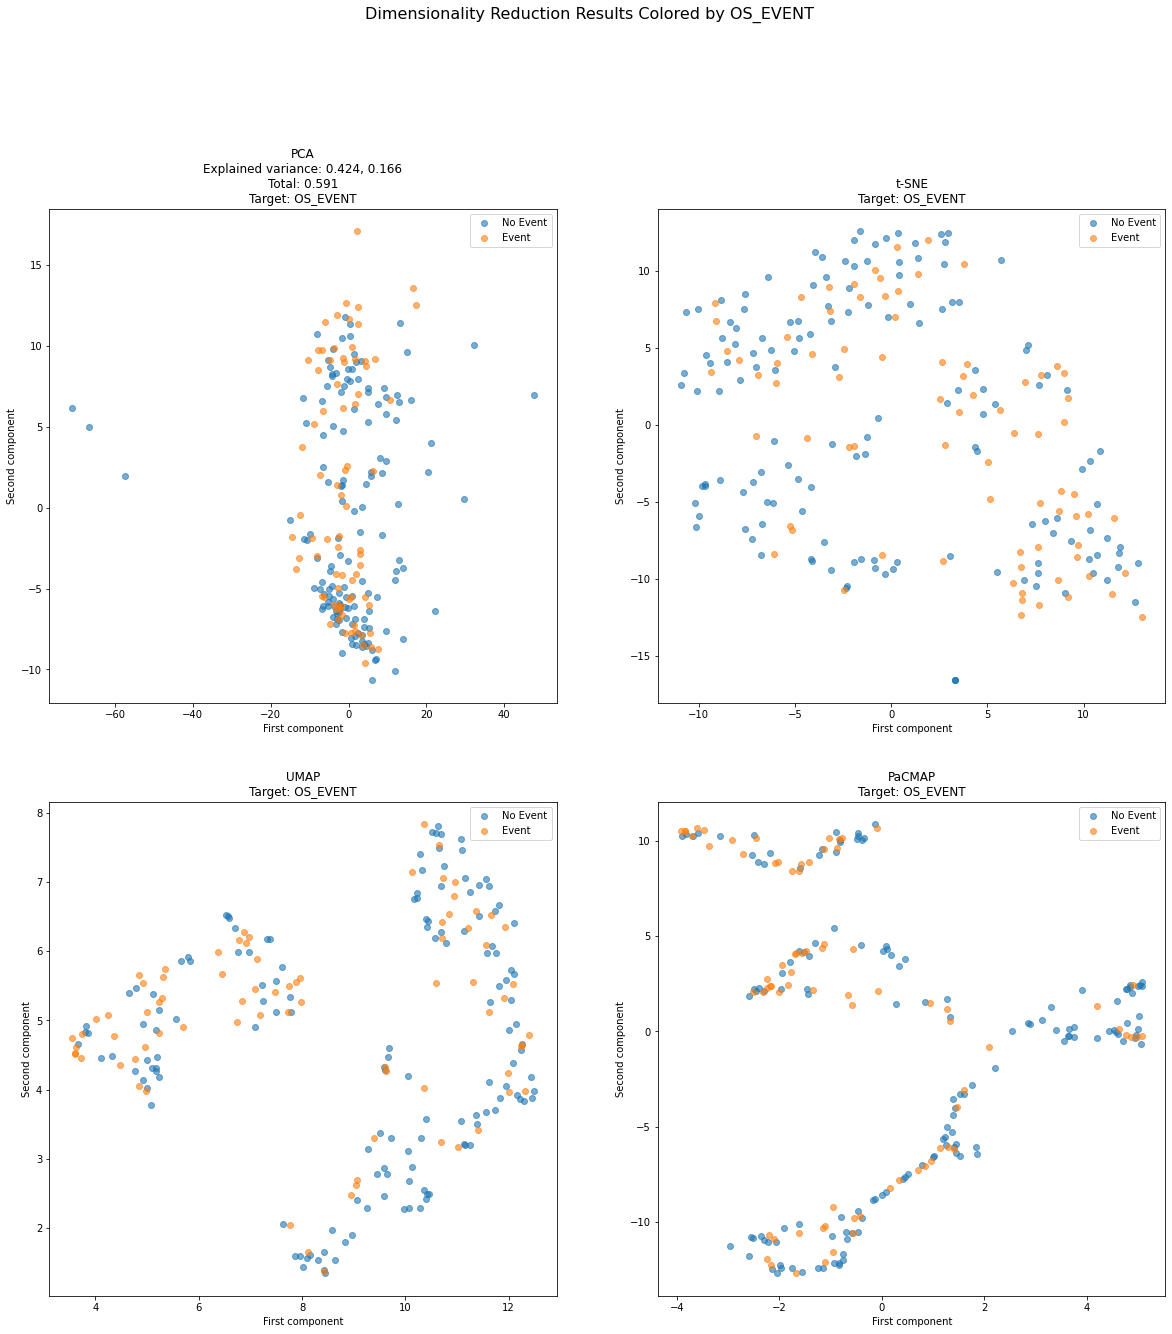 Dimensionality Reduction Results Colored by OS_EVENT
PCA
Explained variance: 0.424, 0.166
Total: 0.591
Target: OS_EVENT
No Event
Event
15
10
5
0
−5
−10
Second component
−60
−40
−20
0
20
40
First component
t-SNE
Target: OS_EVENT
No Event
Event
10
5
0
−5
−10
−15
Second component
−10
−5
0
5
10
First component
UMAP
Target: OS_EVENT
No Event
Event
8
7
6
5
4
3
2
Second component
4
6
8
10
12
First component
PaCMAP
Target: OS_EVENT
No Event
Event
10
5
0
−5
−10
Second component
−4
−2
0
2
4
First component